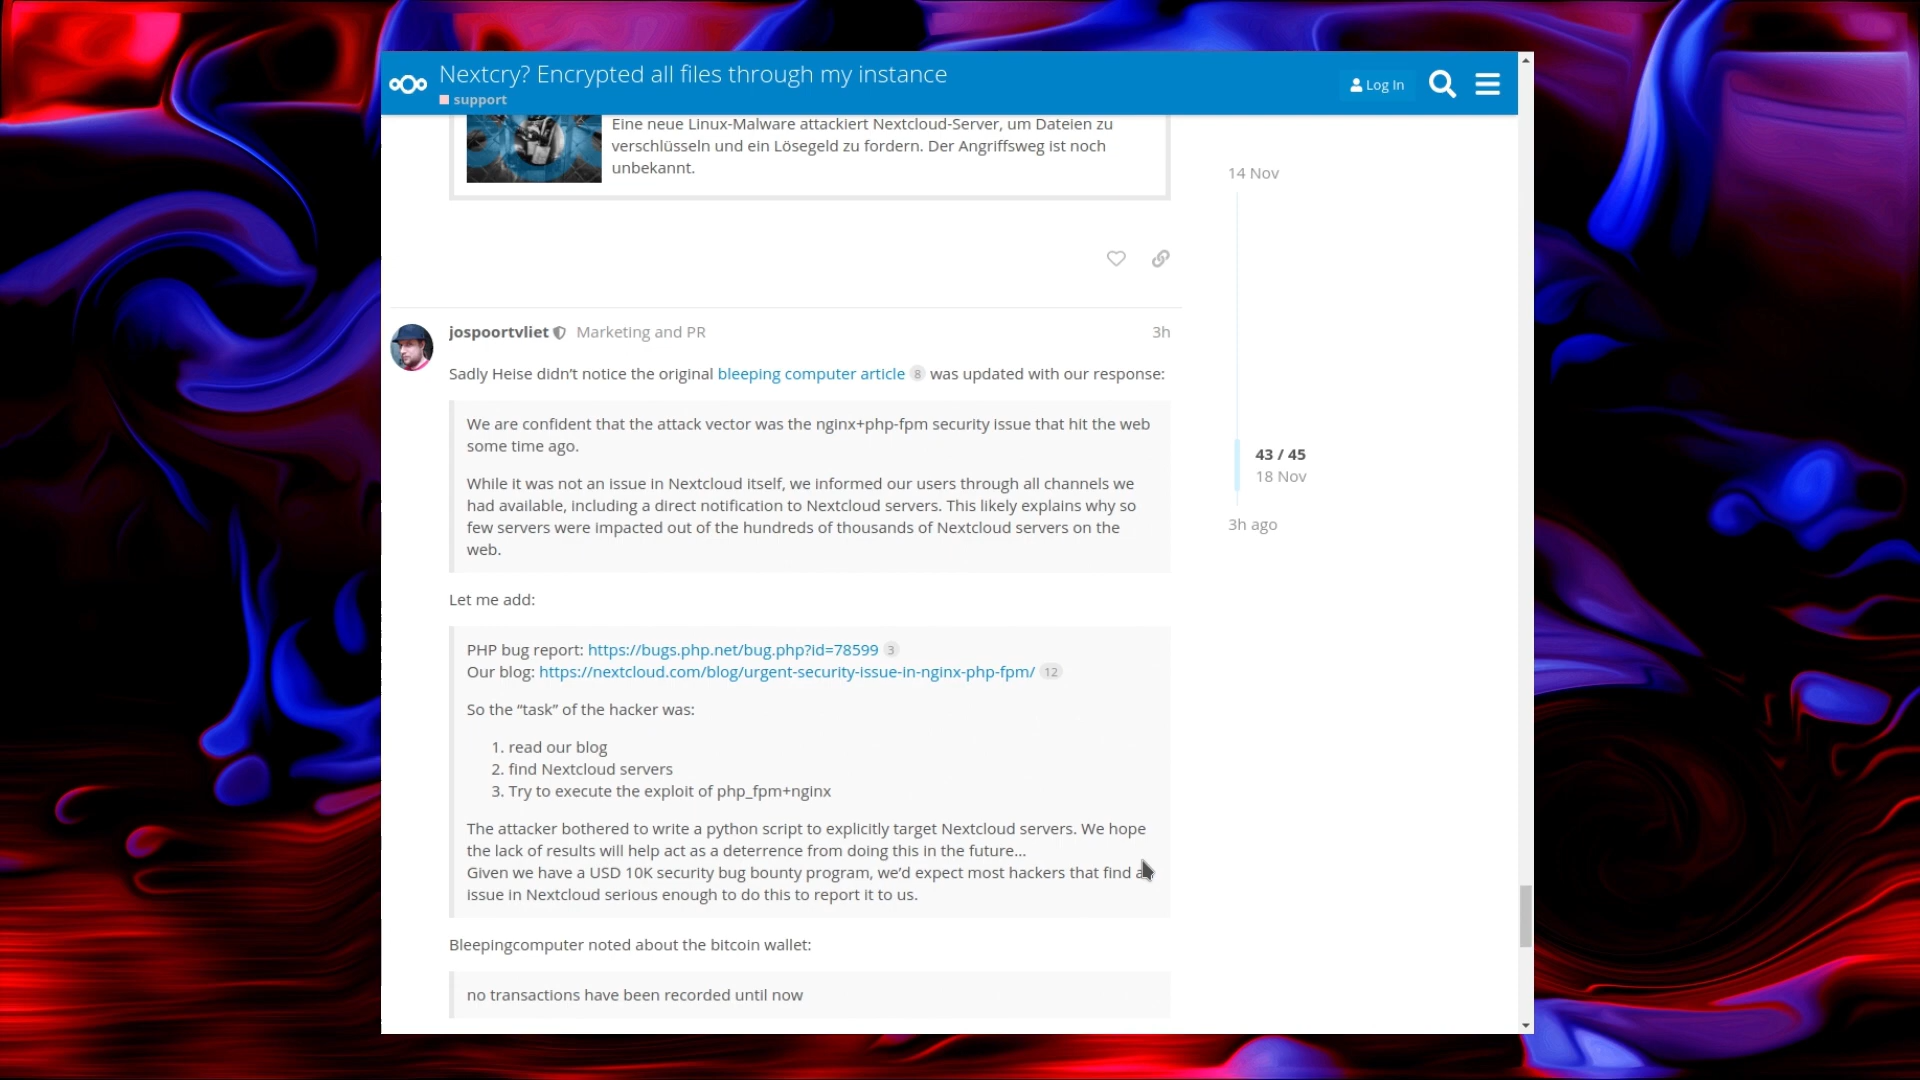 Nextcry? Encrypted all files through my instance
support
Log In
Eine neue Linux-Malware attackiert Nextcloud-Server, um Dateien zu
verschlüsseln und ein Lösegeld zu fordern. Der Angriffsweg ist noch
unbekannt.
14 Nov
jospoortvliet Marketing and PR 3h
Sadly Heise didn’t notice the original bleeping computer article 8 was updated with our response:
We are confident that the attack vector was the nginx+php-fpm security issue that hit the web
some time ago.
43 / 45
18 Nov
While it was not an issue in Nextcloud itself, we informed our users through all channels we
had available, including a direct notification to Nextcloud servers. This likely explains why so
few servers were impacted out of the hundreds of thousands of Nextcloud servers on the
web.
3h ago
Let me add:
PHP bug report: https://bugs.php.net/bug.php?id=78599 3
Our blog: https://nextcloud.com/blog/urgent-security-issue-in-nginx-php-fpm/ 12
So the “task” of the hacker was:
1. read our blog
2. find Nextcloud servers
3. Try to execute the exploit of php_fpm+nginx
The attacker bothered to write a python script to explicitly target Nextcloud servers. We hope
the lack of results will help act as a deterrence from doing this in the future…
Given we have a USD 10K security bug bounty program, we’d expect most hackers that find
issue in Nextcloud serious enough to do this to report it to us.
Bleepingcomputer noted about the bitcoin wallet:
no transactions have been recorded until now